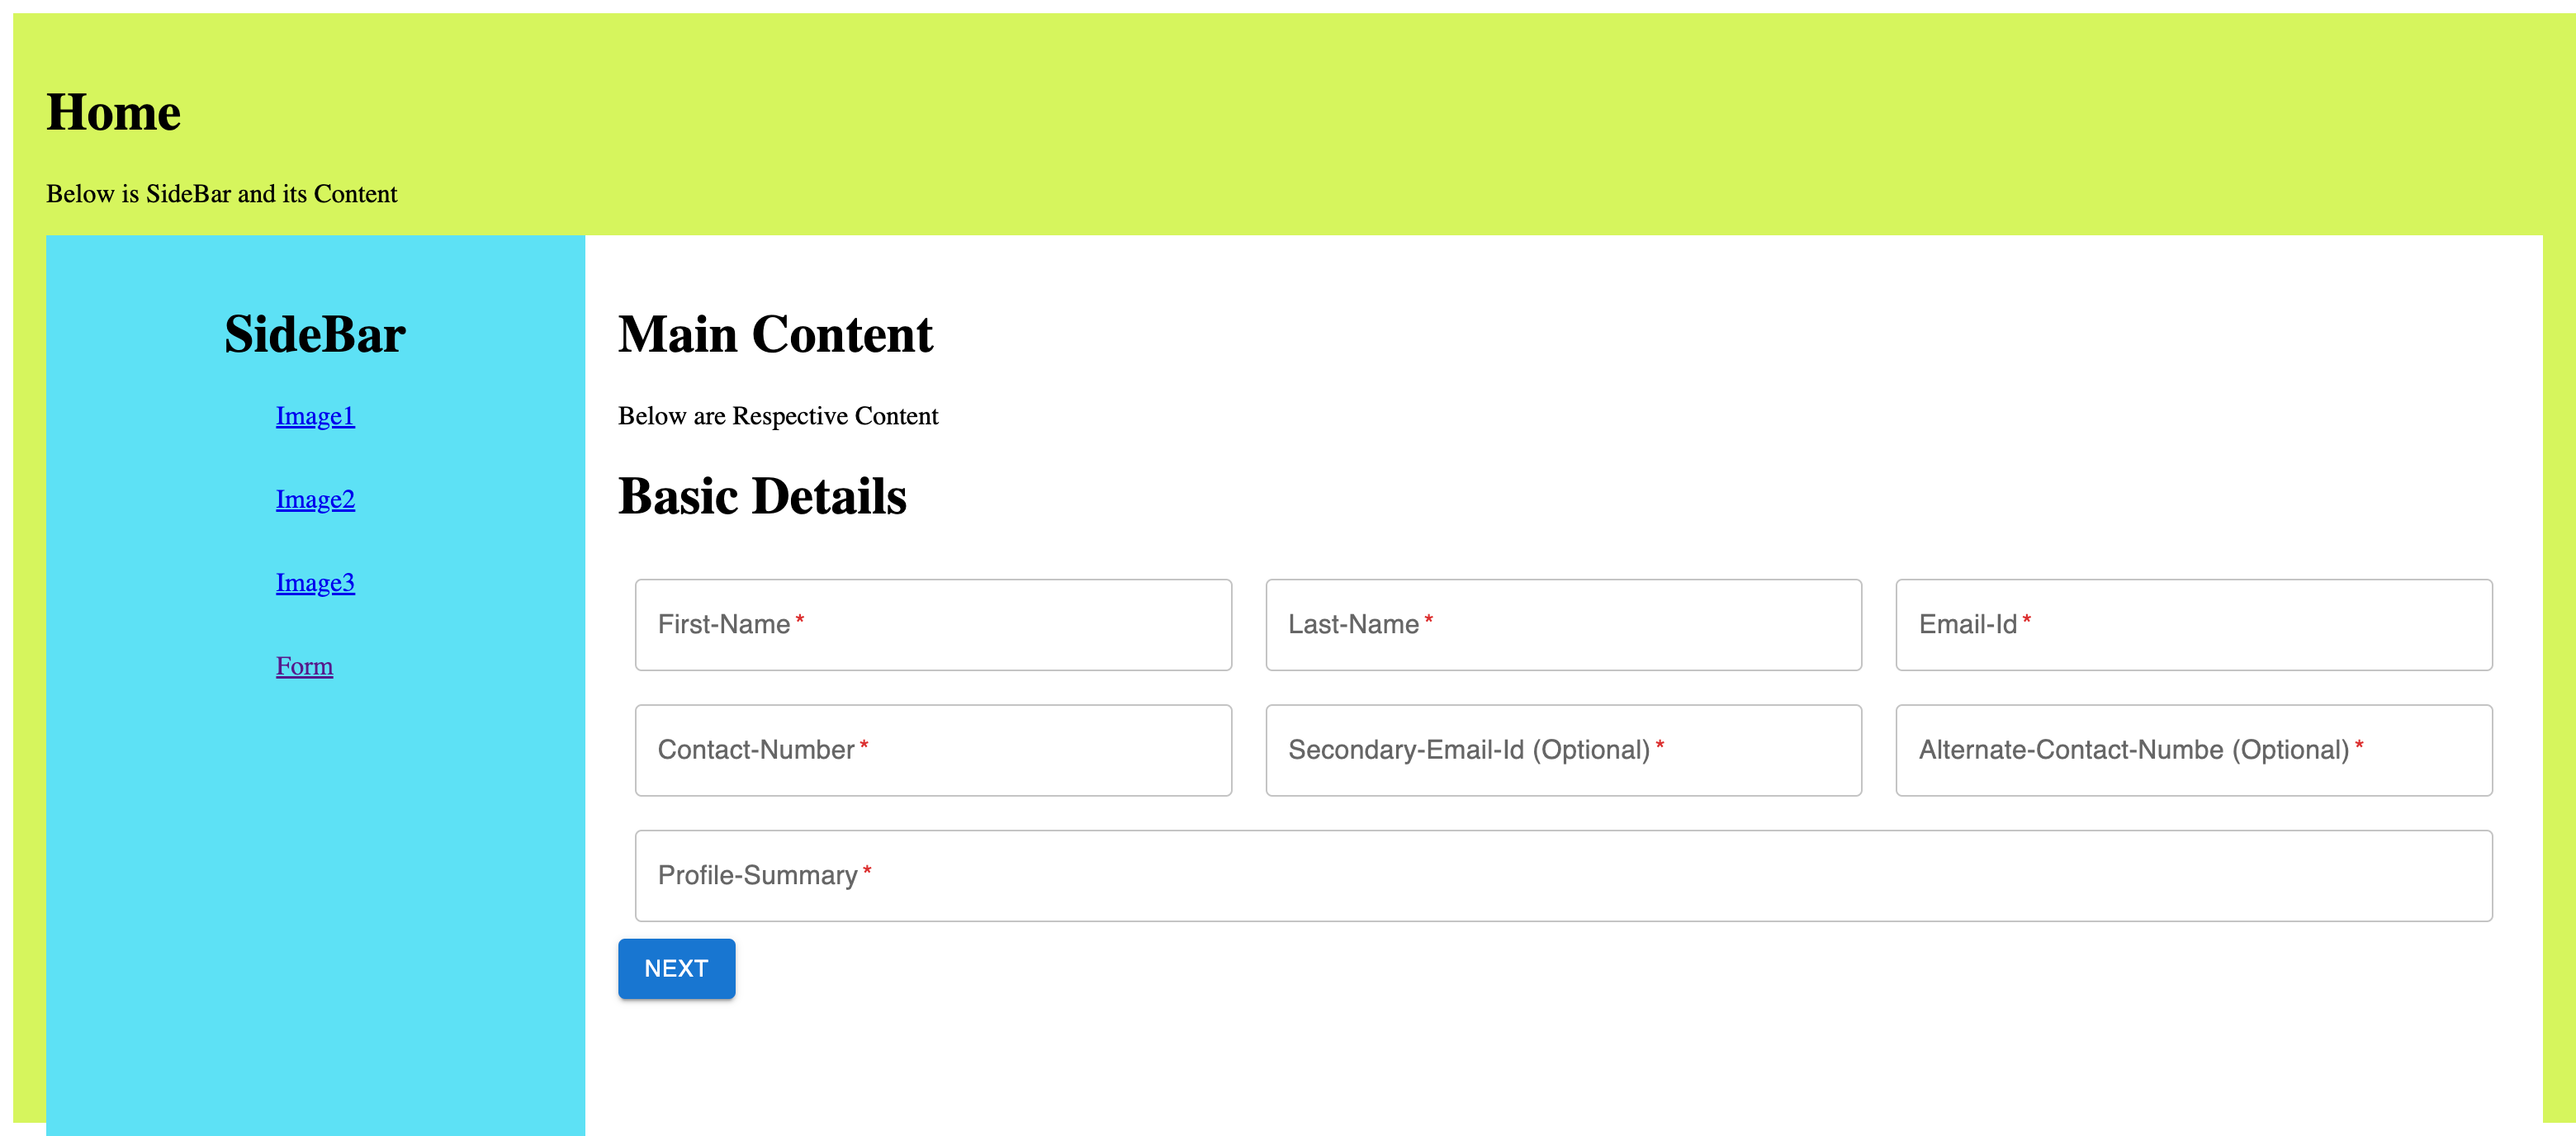 Home
Below is SideBar and its Content
SideBar
Image1
Image2
Image3
Form
Main Content
Below are Respective Content
Basic Details
First-Name *
Last-Name *
Email-Id *
Contact-Number *
Secondary-Email-Id (Optional) *
Alternate-Contact-Numbe (Optional) *
Profile-Summary *
NEXT